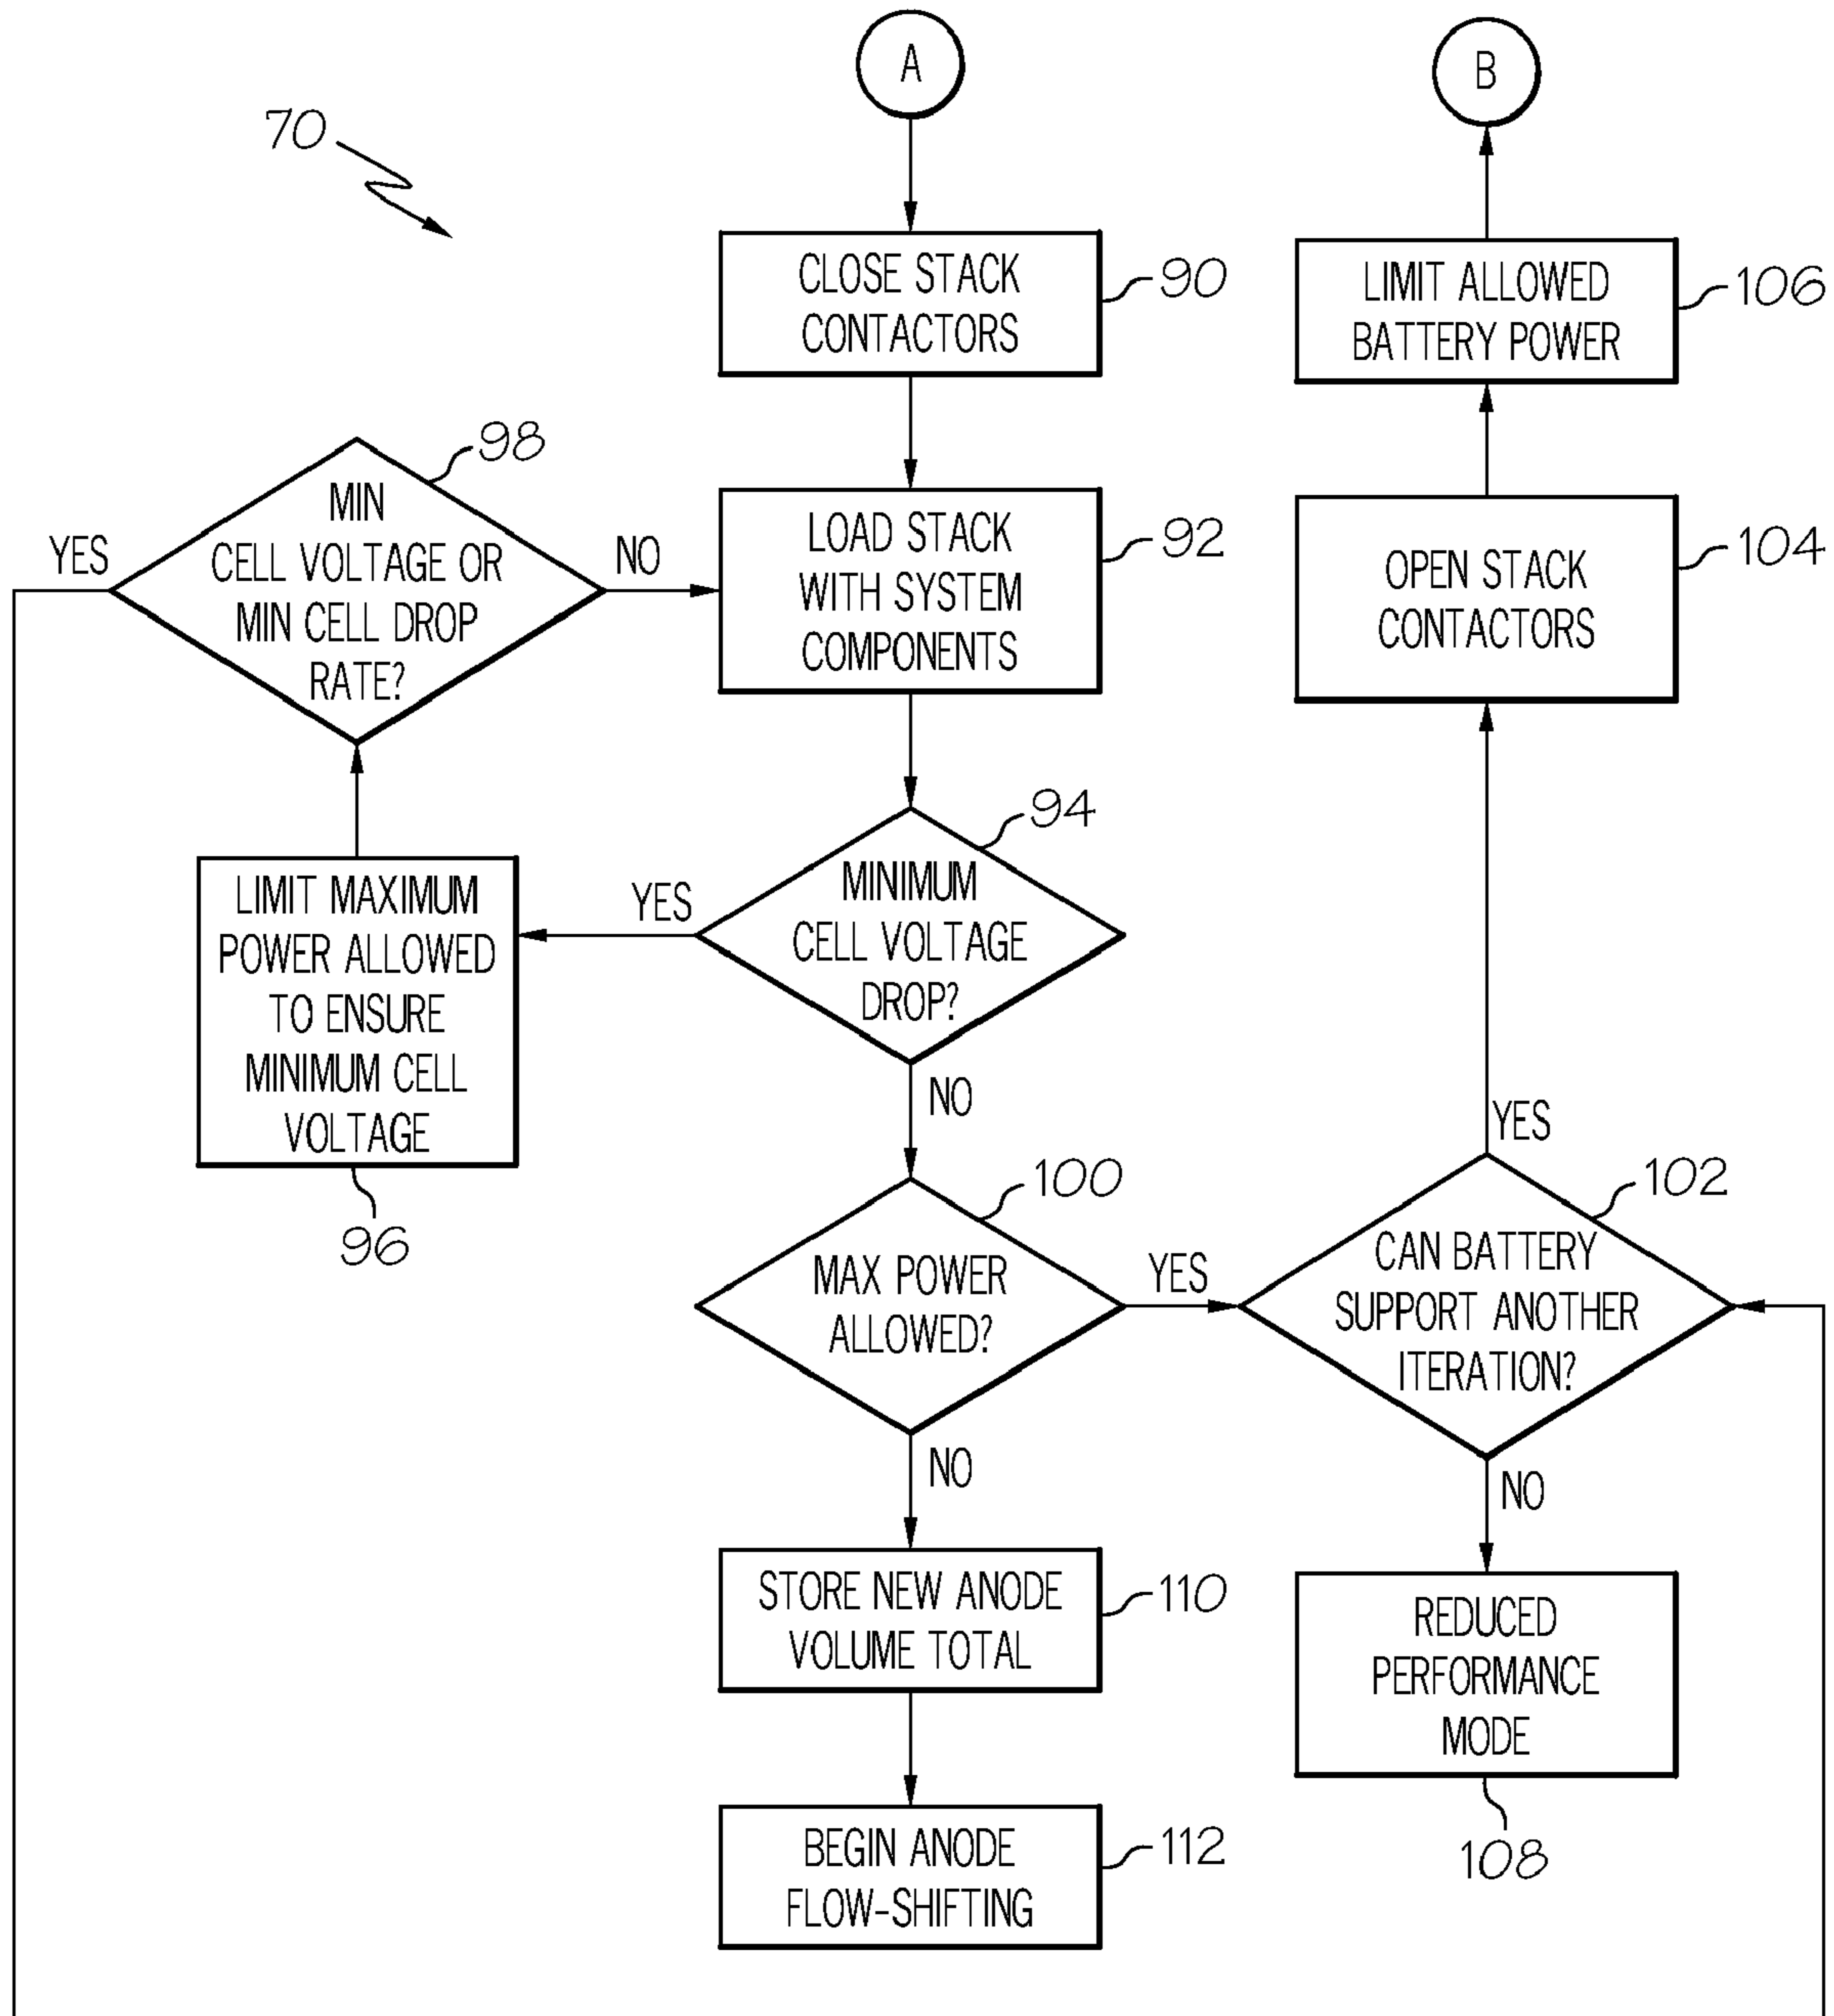 A
B
70
CLOSE STACK
CONTACTORS
90
LIMIT ALLOWED
BATTERY POWER
106
98
MIN
CELL VOLTAGE OR
MIN CELL DROP
RATE?
YES
NO
LOAD STACK
WITH SYSTEM
COMPONENTS
92
OPEN STACK
CONTACTORS
104
94
MINIMUM
CELL VOLTAGE
DROP?
YES
NO
LIMIT MAXIMUM
POWER ALLOWED
TO ENSURE
MINIMUM CELL
VOLTAGE
96
100
MAX POWER
ALLOWED?
YES
NO
YES
102
CAN BATTERY
SUPPORT ANOTHER
ITERATION?
NO
STORE NEW ANODE
VOLUME TOTAL
110
REDUCED
PERFORMANCE
MODE
108
BEGIN ANODE
FLOW-SHIFTING
112